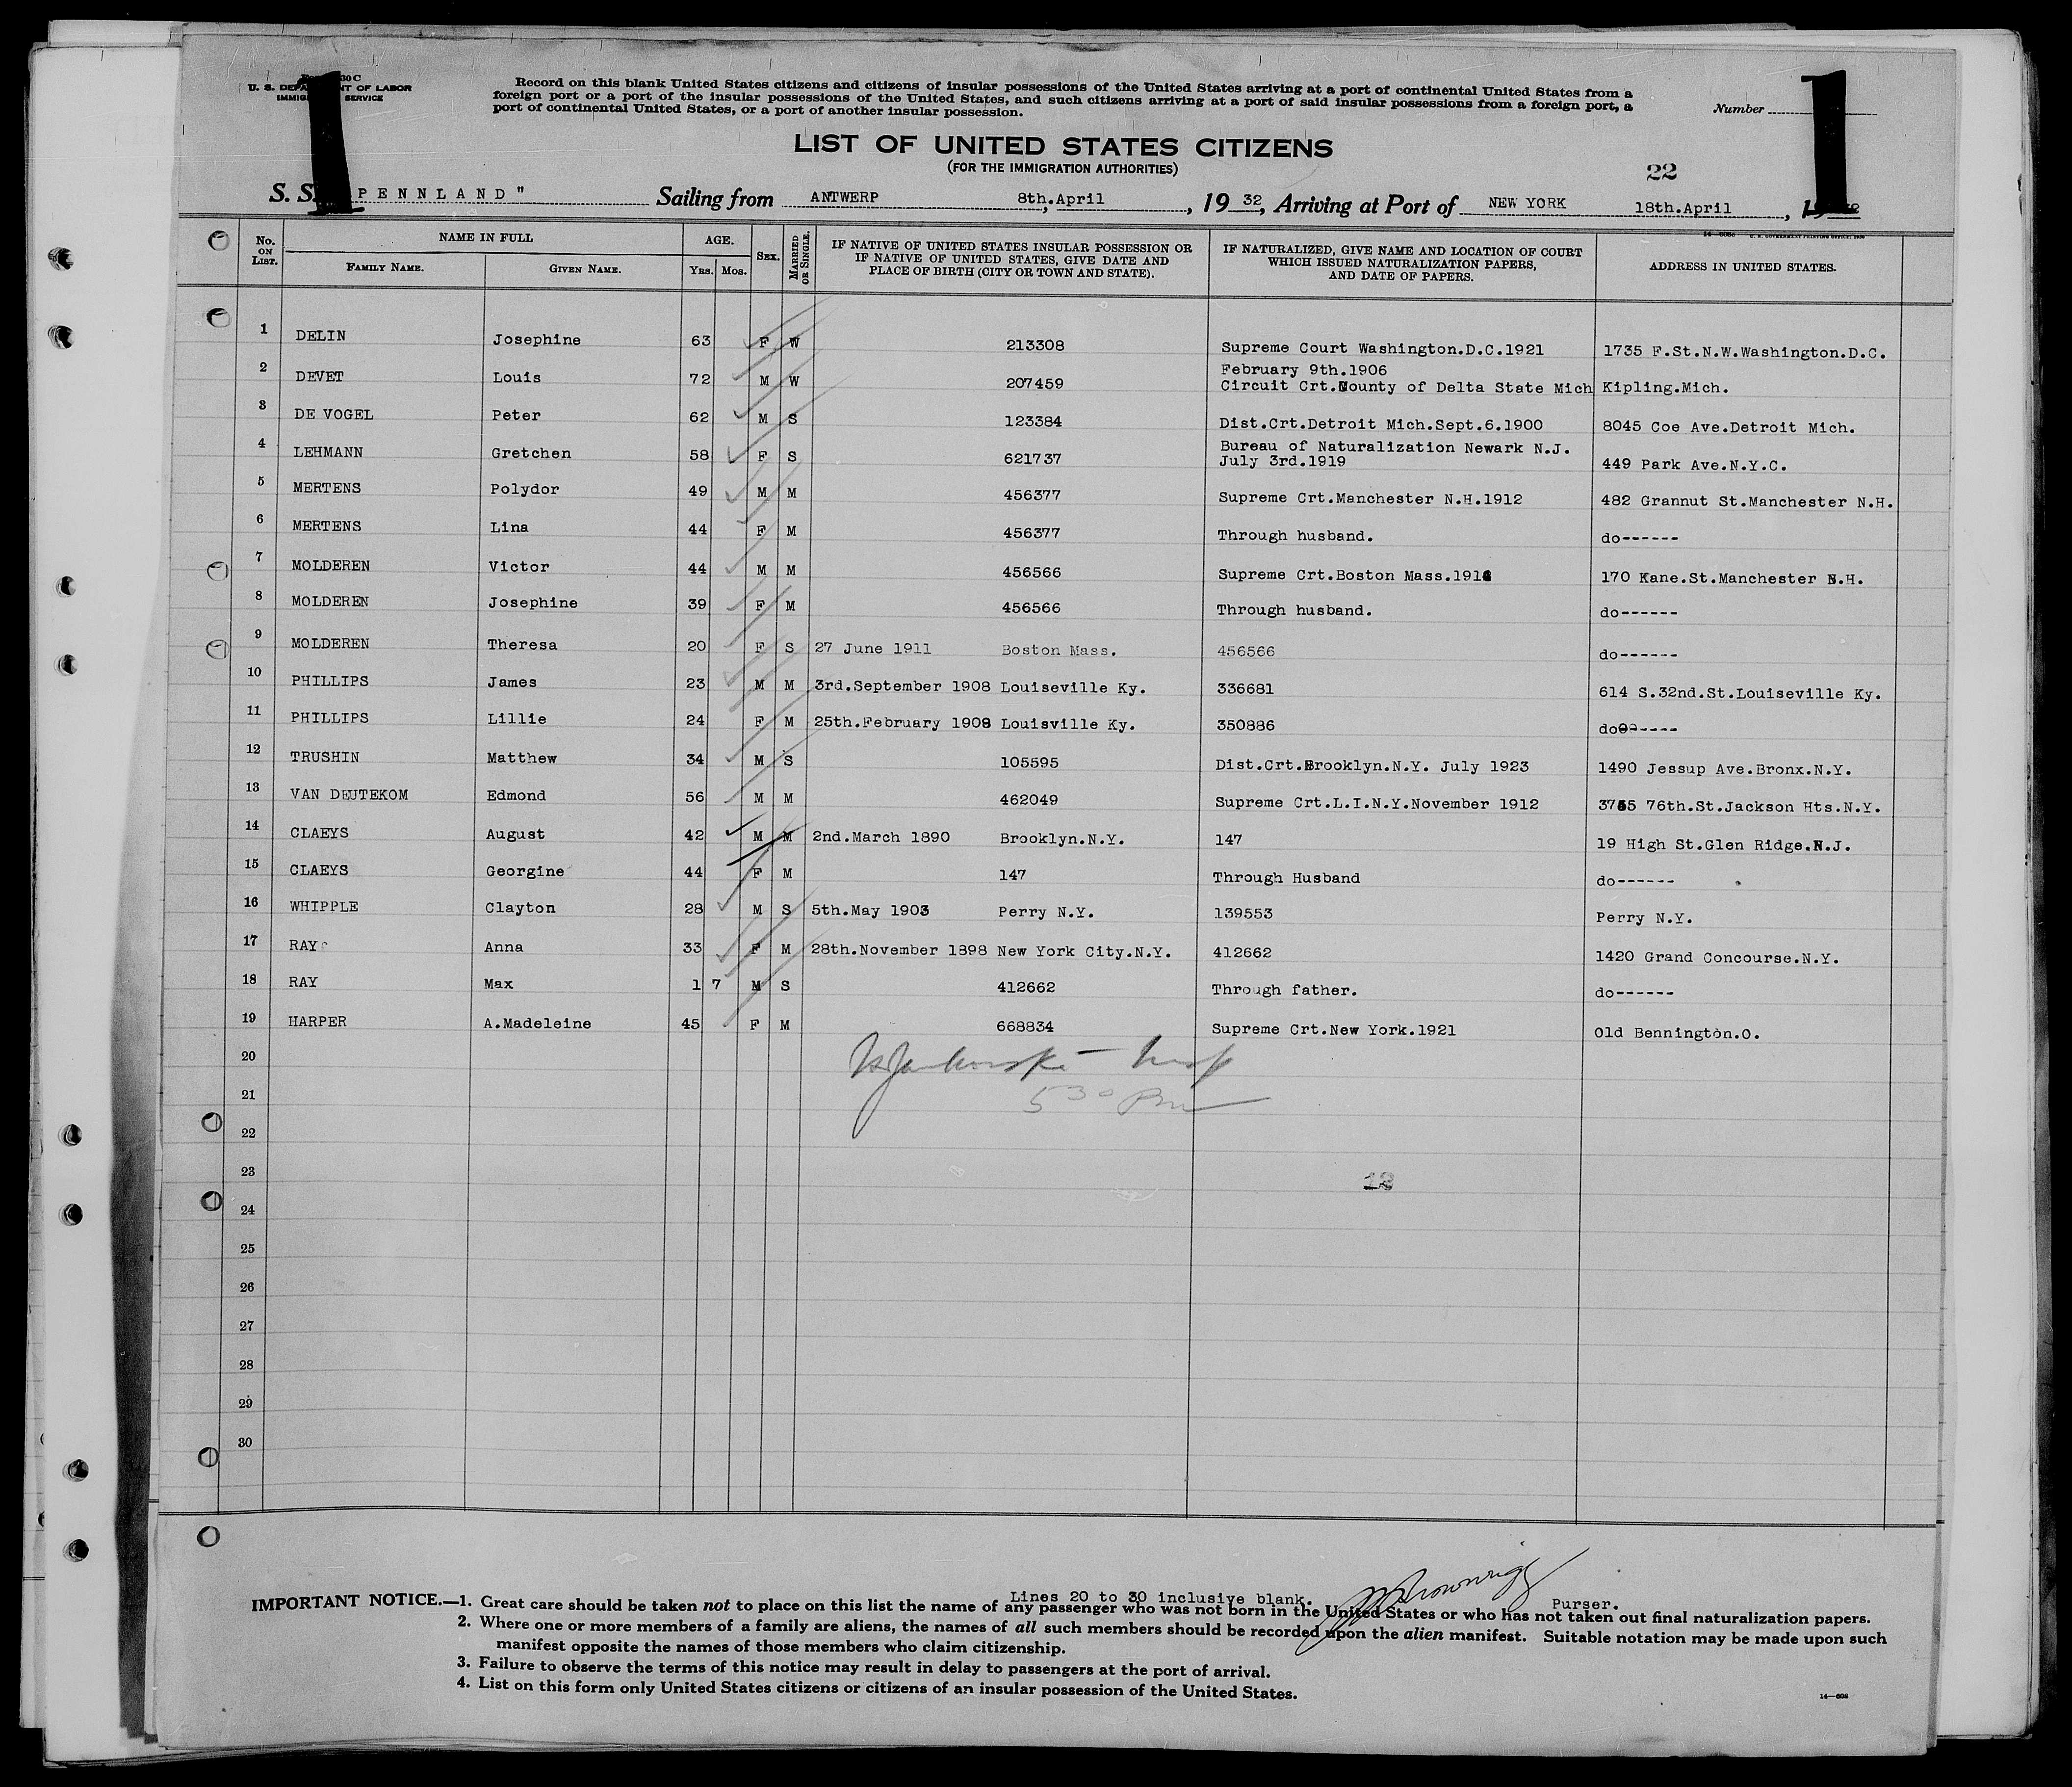 30 C
U. S. DEPARTMENT OF LABOR
IMMIGRATION SERVICE
Record on this blank United States citizens and citizens of insular possessions of the United States arriving at a port of continental United States from a
foreign port or a port of the insular possessions of the United States, and such citizens arriving at a port of said insular possessions from a foreign port, a
port of continental United States, or a port of another insular possession.
Number
1
1
LIST OF UNITED STATES CITIZENS
(FOR THE IMMIGRATION AUTHORITIES)
22
S. S. PENNLAND" Sailing from ANTWERP 8th. April, 1932, Arriving at Port of NEW YORK 18th.April, 1932
No. ON LIST. NAME IN FULL FAMILY NAME. GIVEN NAME. AGE. YRS. MOS. SEX. MARRIED OR SINGLE. IF NATIVE OF UNITED STATES INSULAR POSSESSION OR IF NATIVE OF UNITED STATES, GIVE DATE AND PLACE OF BIRTH (CITY OR TOWN AND STATE). IF NATURALIZED, GIVE NAME AND LOCATION OF COURT WHICH ISSUED NATURALIZATION PAPERS, AND DATE OF PAPERS. ADDRESS IN UNITED STATES.
1 DELIN Josephine 63 F W 213308 Supreme Court Washington.D.C.1921 1735 F.St.N.W.Washington.D.C.
2 DEVET Louis 72 M W 207459 February 9th.1906 Circuit Crt.County of Delta State Mich Kipling.Mich.
3 DE VOGEL Peter 62 M S 123384 Dist.Crt.Detroit Mich.Sept.6.1900 8045 Coe Ave.Detroit Mich.
4 LEHMANN Gretchen 58 F S 621737 Bureau of Naturalization Newark N.J. July 3rd.1919 449 Park Ave.N.Y.C.
5 MERTENS Polydor 49 M M 456377 Supreme Crt.Manchester N.H.1912 482 Grannut St.Manchester N.H.
6 MERTENS Lina 44 F M 456377 Through husband. do------
7 MOLDEREN Victor 44 M M 456566 Supreme Crt.Boston Mass. 170 Kane.St.Manchester N.H.
8 MOLDEREN Josephine 39 F M 456566 Through husband. do------
9 MOLDEREN Theresa 20 F S 27 June 1911 Boston Mass. 456566 do------
10 PHILLIPS James 23 M M 3rd.September 1908 Louiseville Ky. 336681 614 S.32nd.St.Louiseville Ky.
11 PHILLIPS Lillie 24 F M 25th.February 1908 Louisville Ky. 350886 do------
12 TRUSHIN Matthew 34 M S 105595 Dist.Crt.Brooklyn.N.Y. July 1923 1490 Jessup Ave.Bronx.N.Y.
13 VAN DEUTEKOM Edmond 56 M M 462049 Supreme Crt.L.I.N.Y.November 1912 76th.St.Jackson Hts.N.Y.
14 CLAEYS August 42 M M 2nd.March 1890 Brooklyn.N.Y. 147 19 High St.Glen Ridge.N.J.
15 CLAEYS Georgine 44 F M 147 Through Husband do------
16 WHIPPLE Clayton 28 M S 5th.May 1903 Perry N.Y. 139553 Perry N.Y.
17 RAY Anna 33 F M 28th.November 1898 New York City.N.Y. 412662 1420 Grand Concourse.N.Y.
18 RAY Max 1 7 M S 412662 Through father. do------
19 HARPER A.Madeleine 45 F M 668834 Supreme Crt.New York.1921 Old Bennington.O.
20
21 5 30 Pm
22
23
24
25
26
27
28
29
30
Lines 20 to 30 inclusive blank. Purser.
IMPORTANT NOTICE.—1. Great care should be taken not to place on this list the name of any passenger who was not born in the United States or who has not taken out final naturalization papers.
2. Where one or more members of a family are aliens, the names of all such members should be recorded upon the alien manifest. Suitable notation may be made upon such
manifest opposite the names of those members who claim citizenship.
3. Failure to observe the terms of this notice may result in delay to passengers at the port of arrival.
4. List on this form only United States citizens or citizens of an insular possession of the United States.